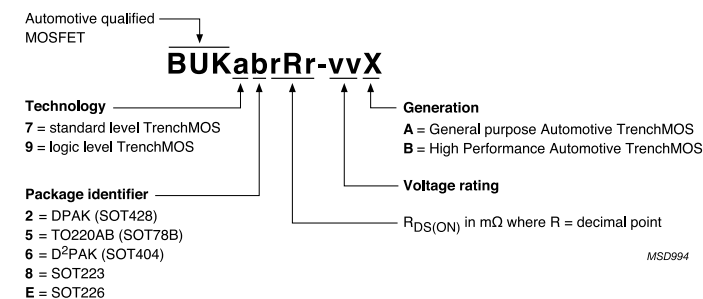 Automotive qualified
MOSFET
BUKabrRr-vvX
Technology
7 = standard level TrenchMOS
9 = logic level TrenchMOS
Package identifier
2 = DPAK (SOT428)
5 = TO220AB (SOT78B)
6 = D²PAK (SOT404)
8 = SOT223
E = SOT226
Generation
A = General purpose Automotive TrenchMOS
B = High Performance Automotive TrenchMOS
Voltage rating
RDS(ON) in mΩ where R = decimal point
MSD994